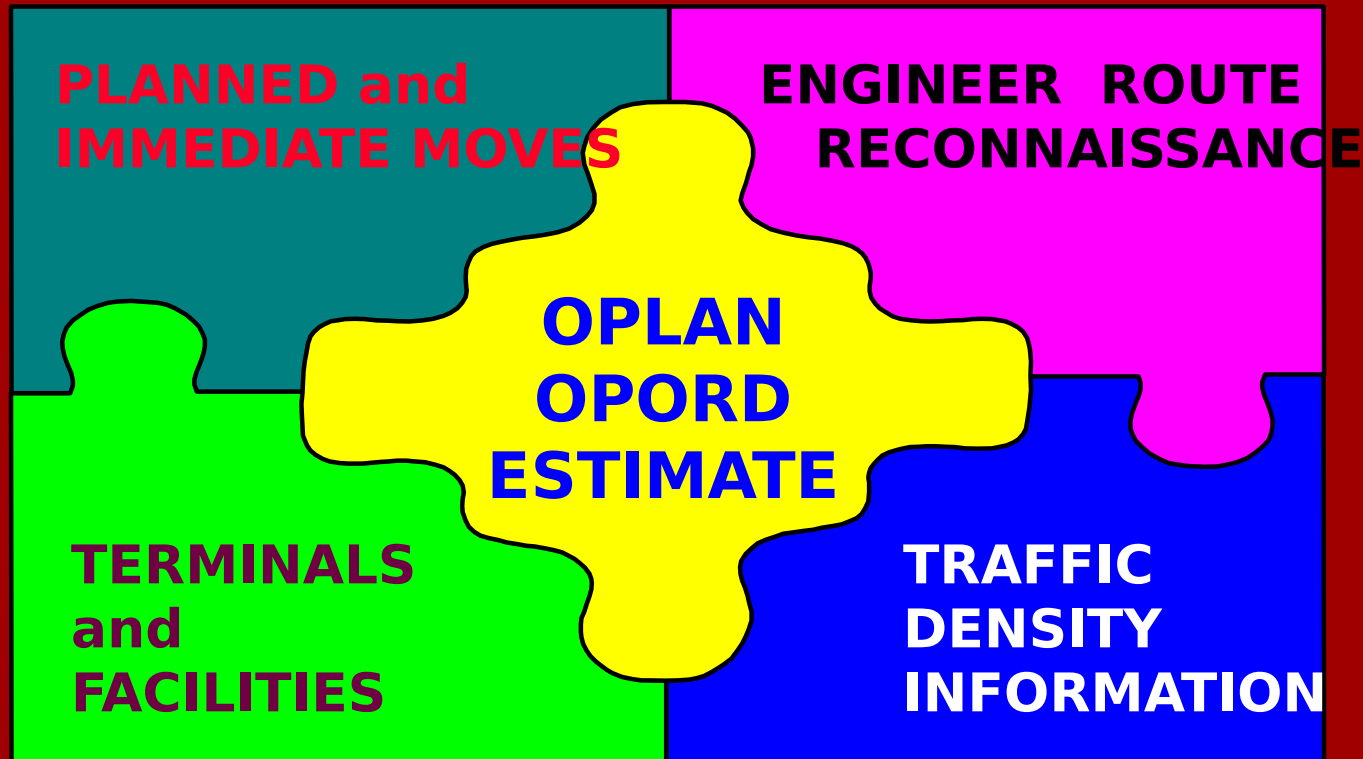 PLANNED and
IMMEDIATE MOVES
ENGINEER ROUTE
RECONNAISSANCE
OPLAN
OPORD
ESTIMATE
TERMINALS
and
FACILITIES
TRAFFIC
DENSITY
INFORMATION